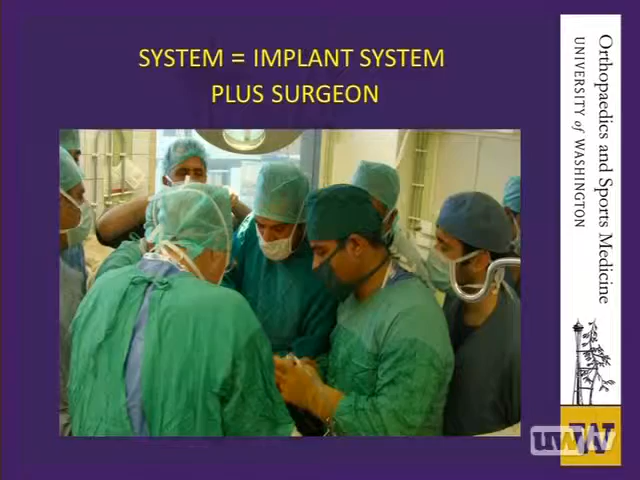 SYSTEM = IMPLANT SYSTEM
PLUS SURGEON
Orthopaedics and Sports Medicine
UNIVERSITY of WASHINGTON
W
uwtv